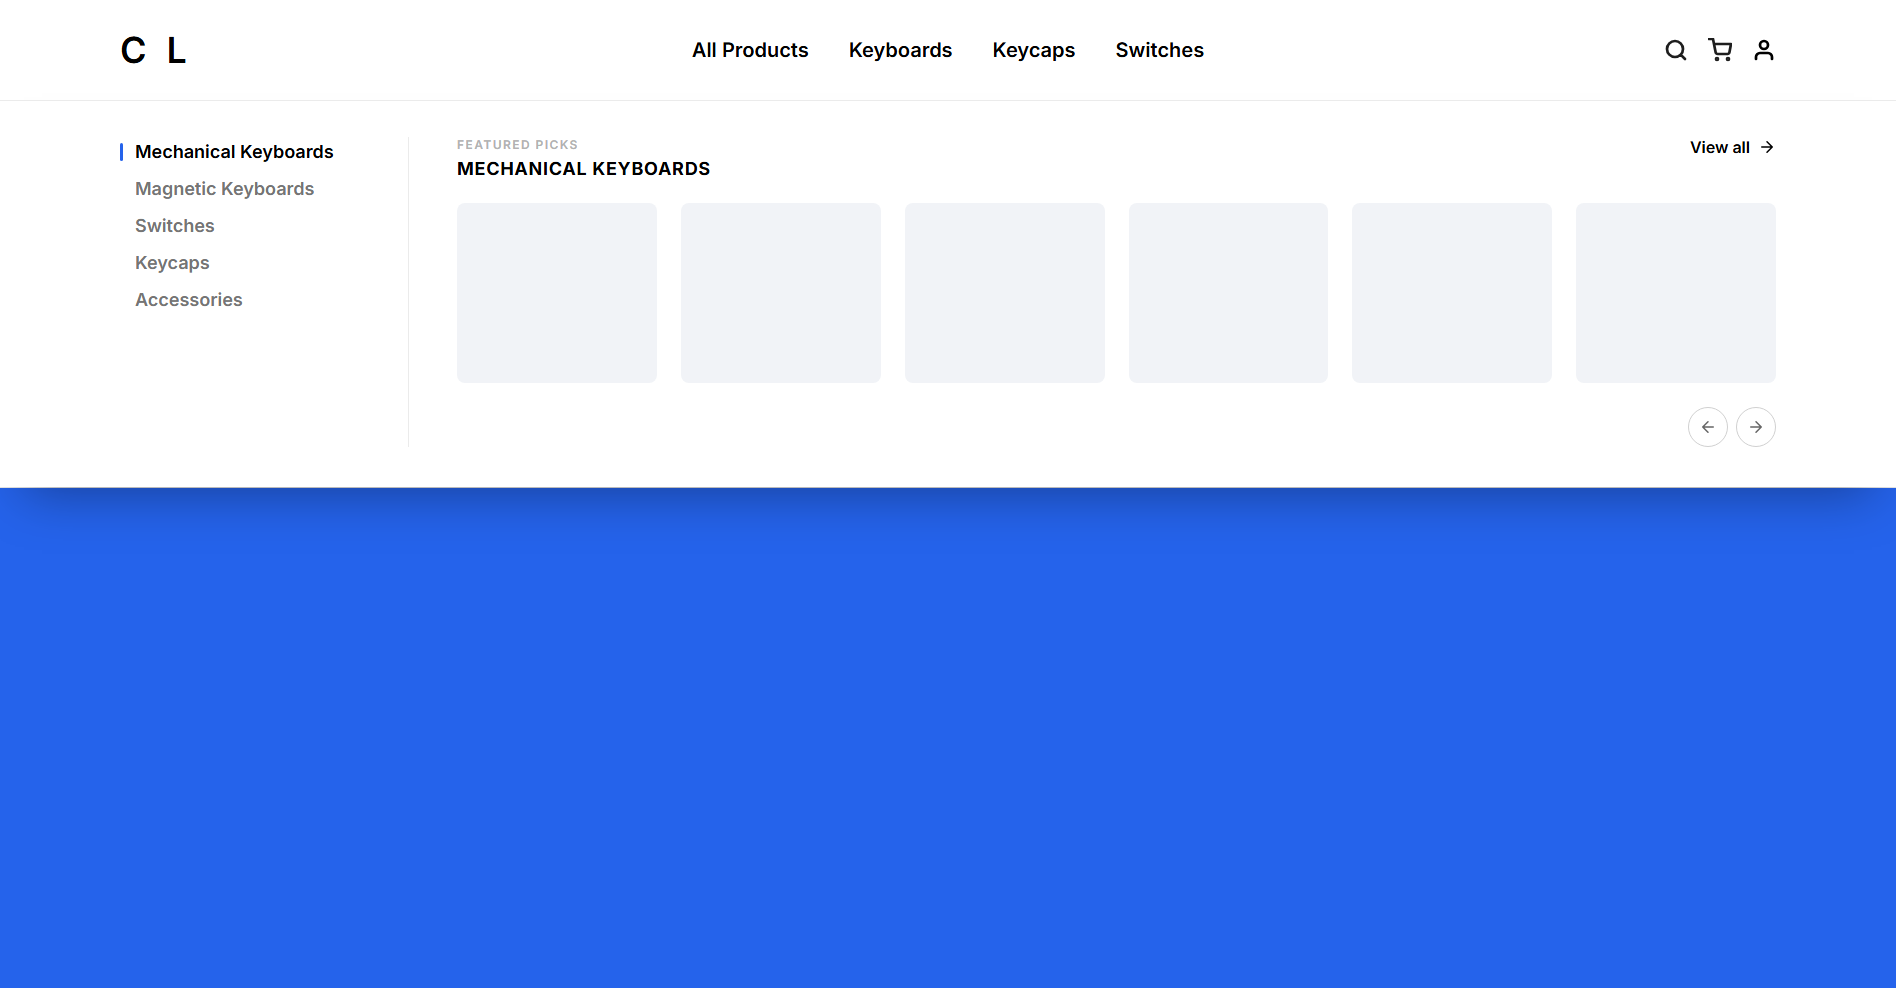 C L
All Products Keyboards Keycaps Switches
Mechanical Keyboards
Magnetic Keyboards
Switches
Keycaps
Accessories
FEATURED PICKS
MECHANICAL KEYBOARDS
View all